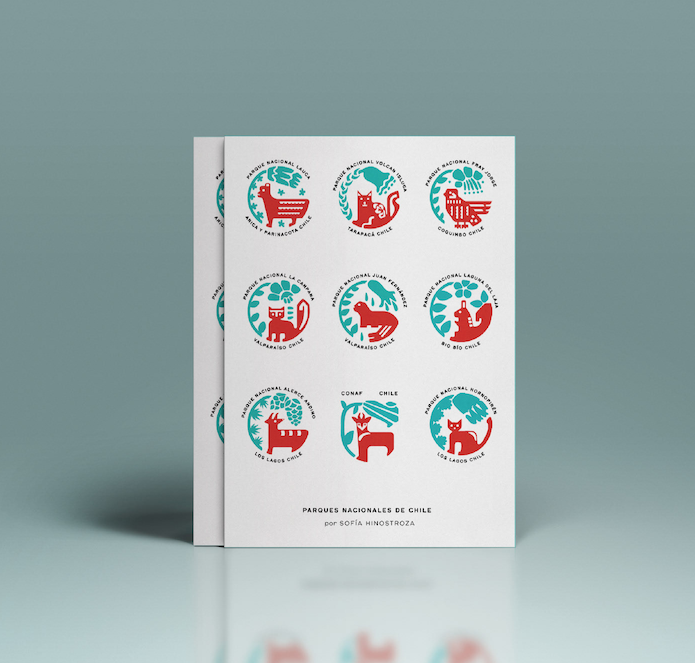 PARQUE NACIONAL LAUCA
ARICA Y PARINACOTA CHILE
PARQUE NACIONAL VOLCAN ISLUGA
TARAPACÁ CHILE
PARQUE NACIONAL FRAY JORGE
COQUIMBO CHILE
PARQUE NACIONAL LA CAMPANA
VALPARAÍSO CHILE
PARQUE NACIONAL JUAN FERNÁNDEZ
VALPARAÍSO CHILE
PARQUE NACIONAL LAGUNA DEL LAJA
BIO BÍO CHILE
PARQUE NACIONAL ALERCE ANDINO
LOS LAGOS CHILE
CONAF CHILE
PARQUE NACIONAL HORNOPIRÉN
LOS LAGOS CHILE
PARQUES NACIONALES DE CHILE
por SOFÍA HINOSTROZA